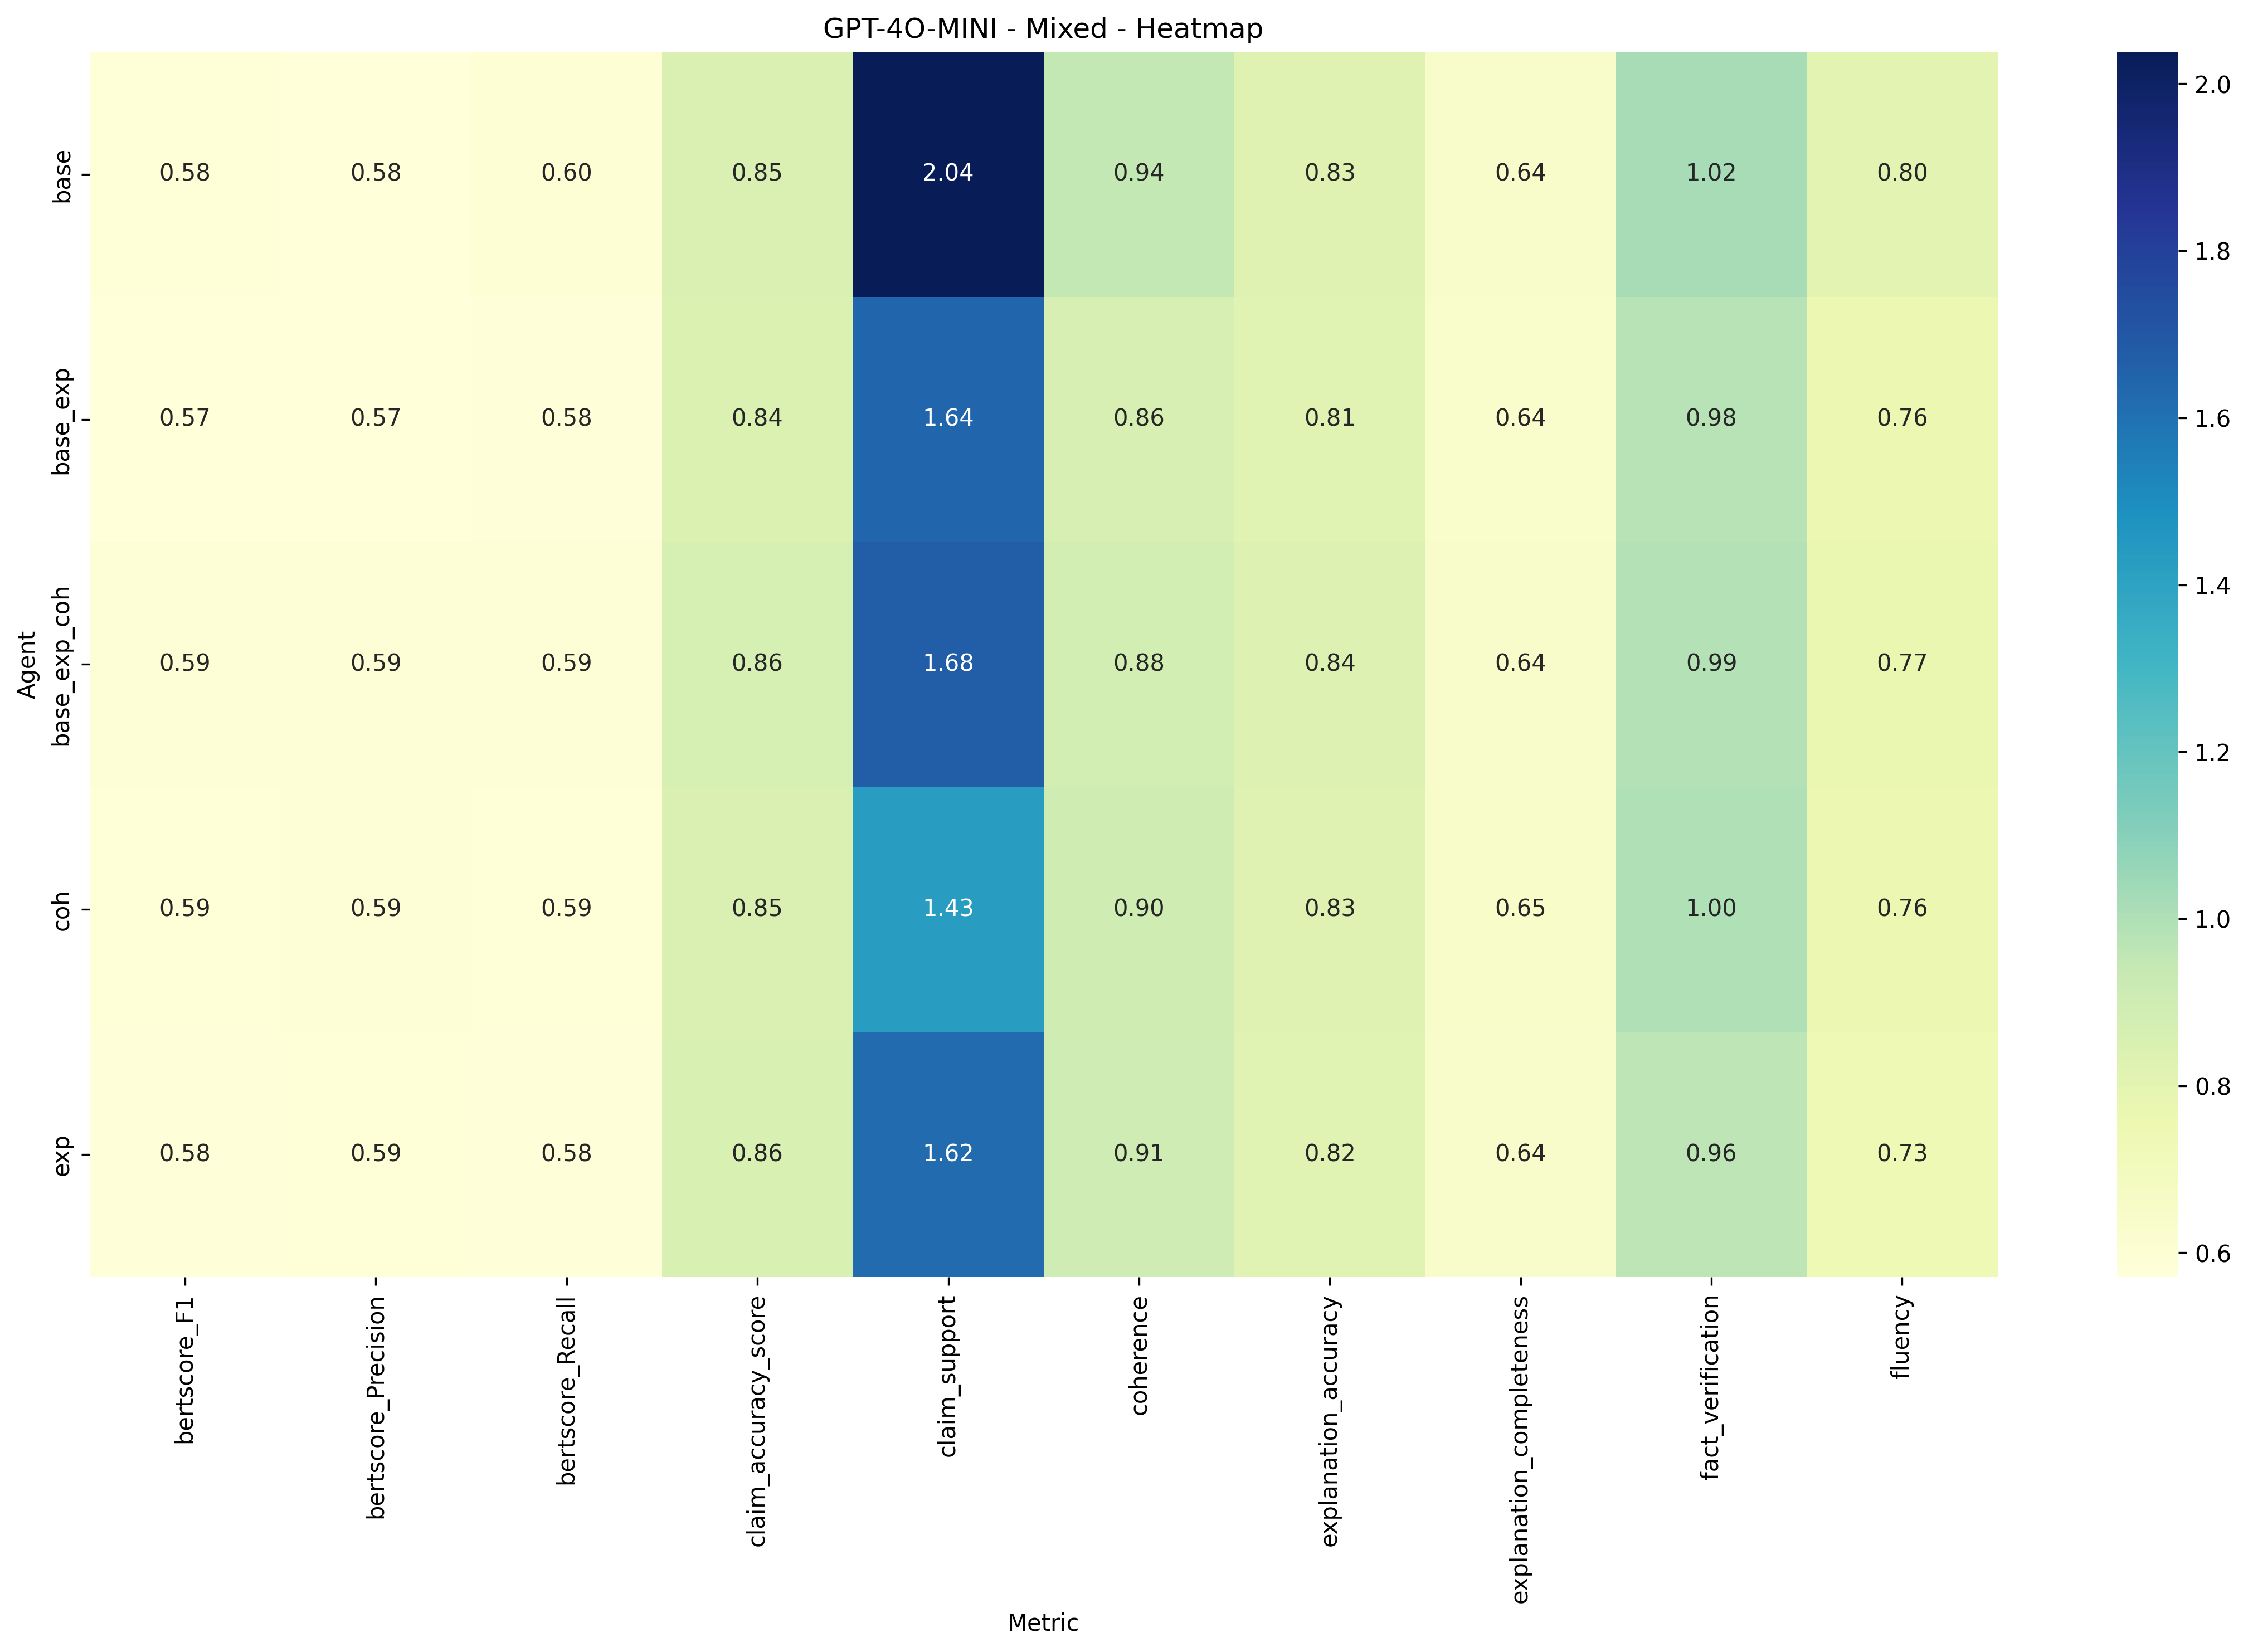 GPT-4O-MINI - Mixed - Heatmap
Agent
base 0.58 0.58 0.60 0.85 2.04 0.94 0.83 0.64 1.02 0.80
base_exp 0.57 0.57 0.58 0.84 1.64 0.86 0.81 0.64 0.98 0.76
base_exp_coh 0.59 0.59 0.59 0.86 1.68 0.88 0.84 0.64 0.99 0.77
coh 0.59 0.59 0.59 0.85 1.43 0.90 0.83 0.65 1.00 0.76
exp 0.58 0.59 0.58 0.86 1.62 0.91 0.82 0.64 0.96 0.73
bertscore_F1
bertscore_Precision
bertscore_Recall
claim_accuracy_score
claim_support
coherence
explanation_accuracy
explanation_completeness
fact_verification
fluency
Metric
2.0
1.8
1.6
1.4
1.2
1.0
0.8
0.6